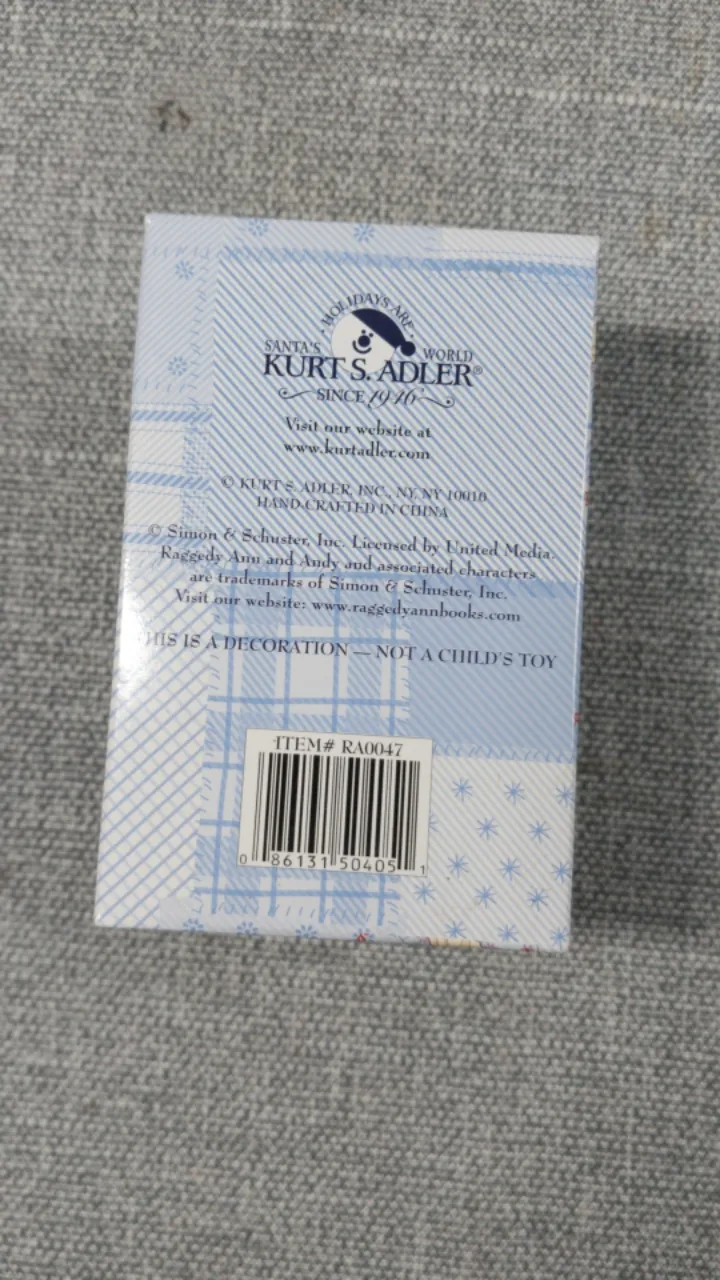 HOLIDAYS ARE
SANTA'S WORLD
KURT S. ADLER®
SINCE 1946
Visit our website at
www.kurtadler.com
© KURT S. ADLER, INC., NY, NY 10010
HAND-CRAFTED IN CHINA
© Simon & Schuster, Inc. Licensed by United Media.
Raggedy Ann and Andy and associated characters
are trademarks of Simon & Schuster, Inc.
Visit our website: www.raggedyannbooks.com
THIS IS A DECORATION — NOT A CHILD'S TOY
ITEM# RA0047
0 86131 50405 1